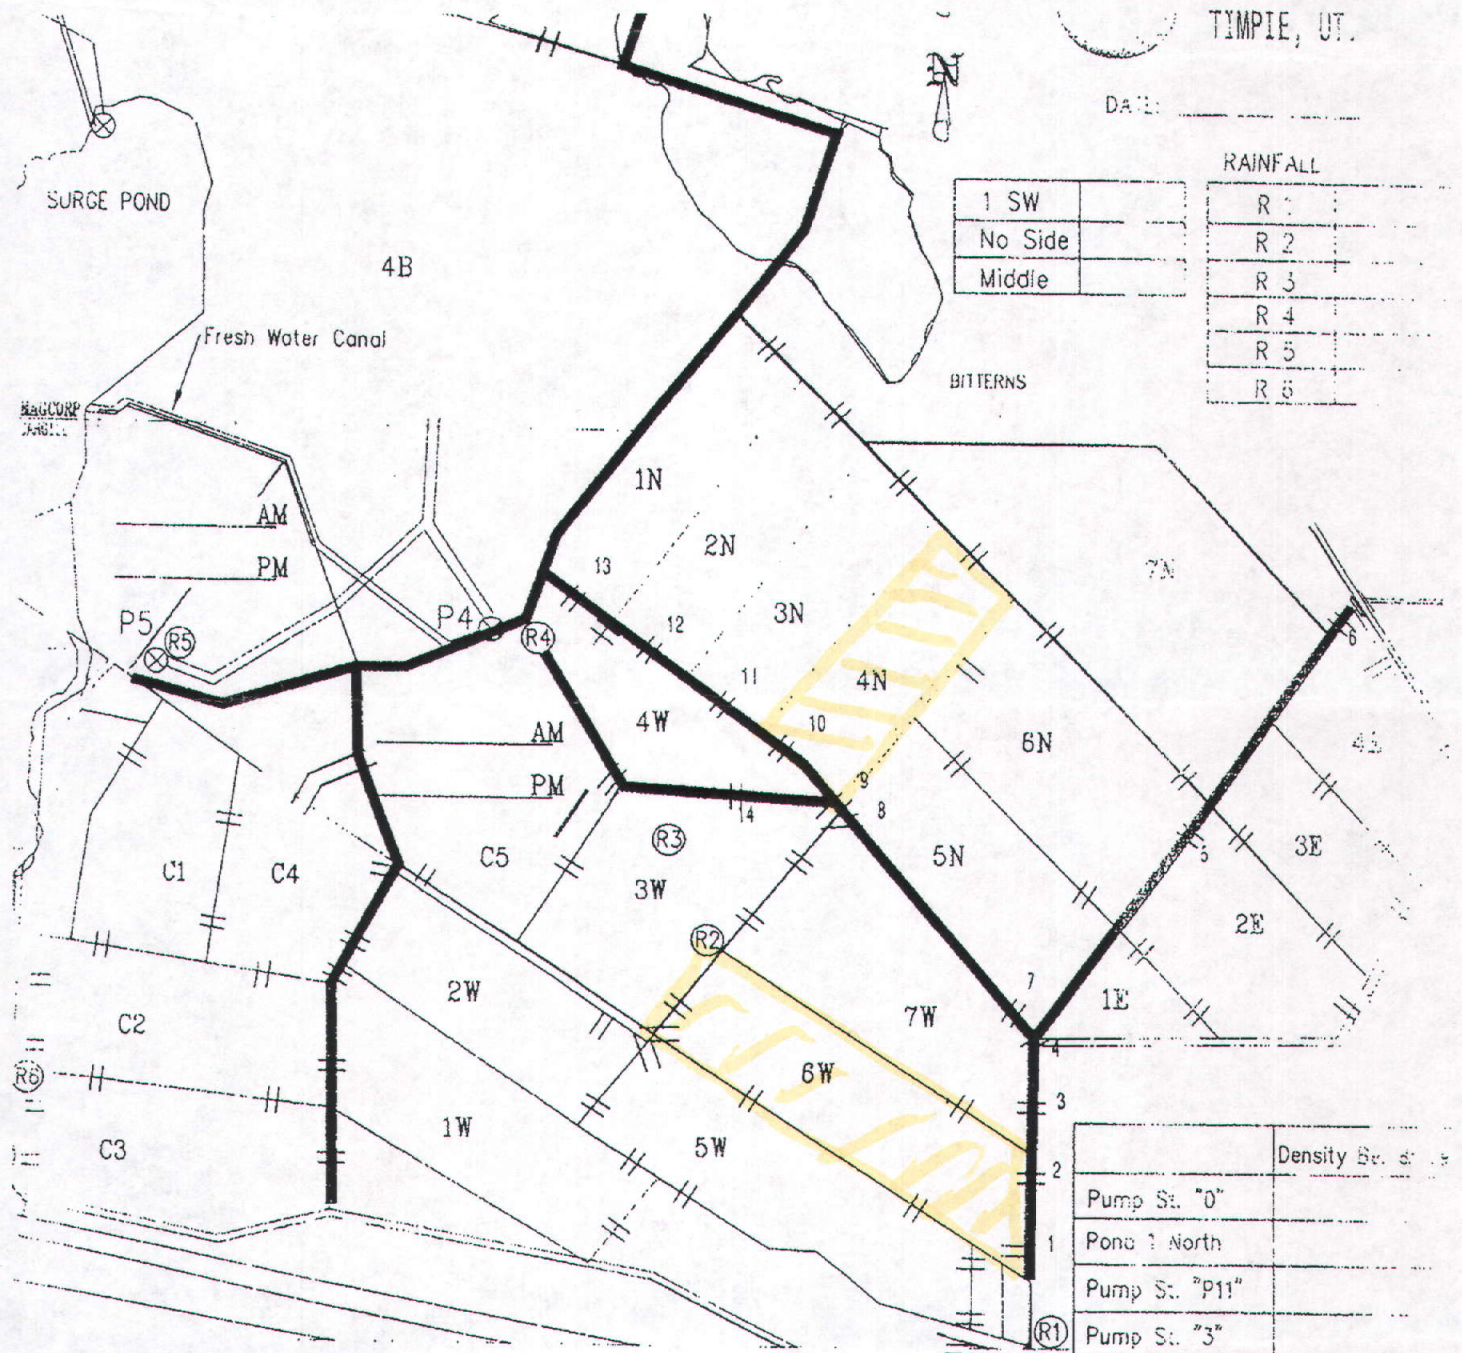 TIMPIE, UT.
N
DATE:
SURGE POND
RAINFALL
1 SW
R 1
No Side
R 2
Middle
R 3
R 4
R 5
R 6
4B
Fresh Water Canal
BITTERNS
MAGCORP
AM
PM
1N
2N
3N
4N
5N
6N
7N
13
12
11
10
9
8
P5
R5
P4
R4
4W
AM
PM
14
R3
6
5
4E
3E
2E
1E
C1
C4
C5
3W
R2
2W
7W
7
4
C2
R6
6W
3
1W
5W
C3
2
1
R1
Density
Pump St. "0"
Pond 1 North
Pump St. "P11"
Pump St. "3"